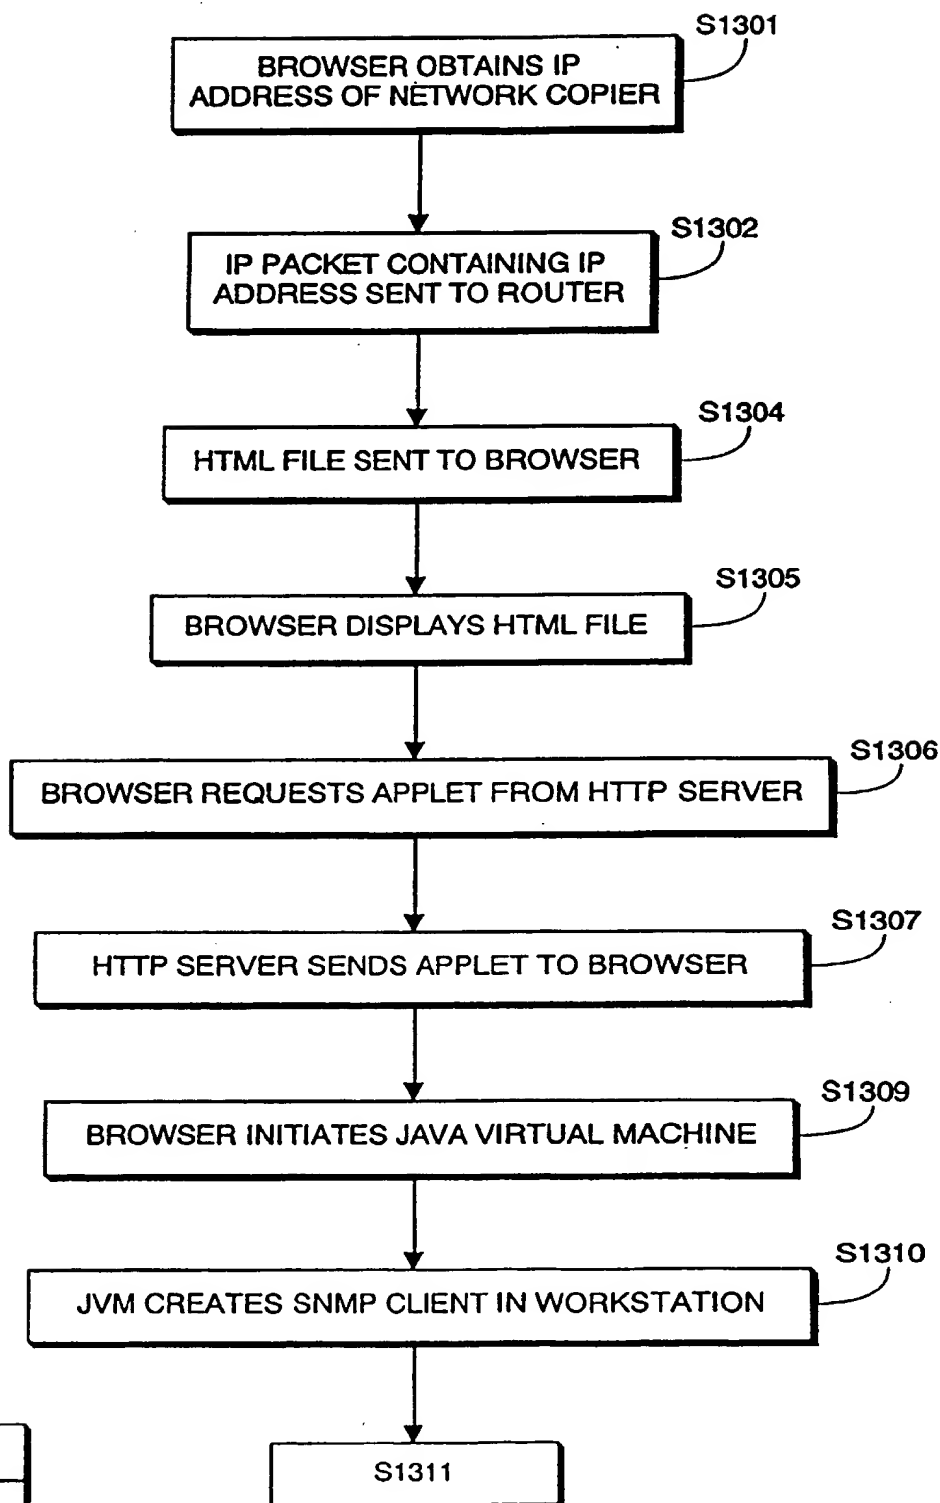 S1301
BROWSER OBTAINS IP
ADDRESS OF NETWORK COPIER
S1302
IP PACKET CONTAINING IP
ADDRESS SENT TO ROUTER
S1304
HTML FILE SENT TO BROWSER
S1305
BROWSER DISPLAYS HTML FILE
S1306
BROWSER REQUESTS APPLET FROM HTTP SERVER
S1307
HTTP SERVER SENDS APPLET TO BROWSER
S1309
BROWSER INITIATES JAVA VIRTUAL MACHINE
S1310
JVM CREATES SNMP CLIENT IN WORKSTATION
S1311